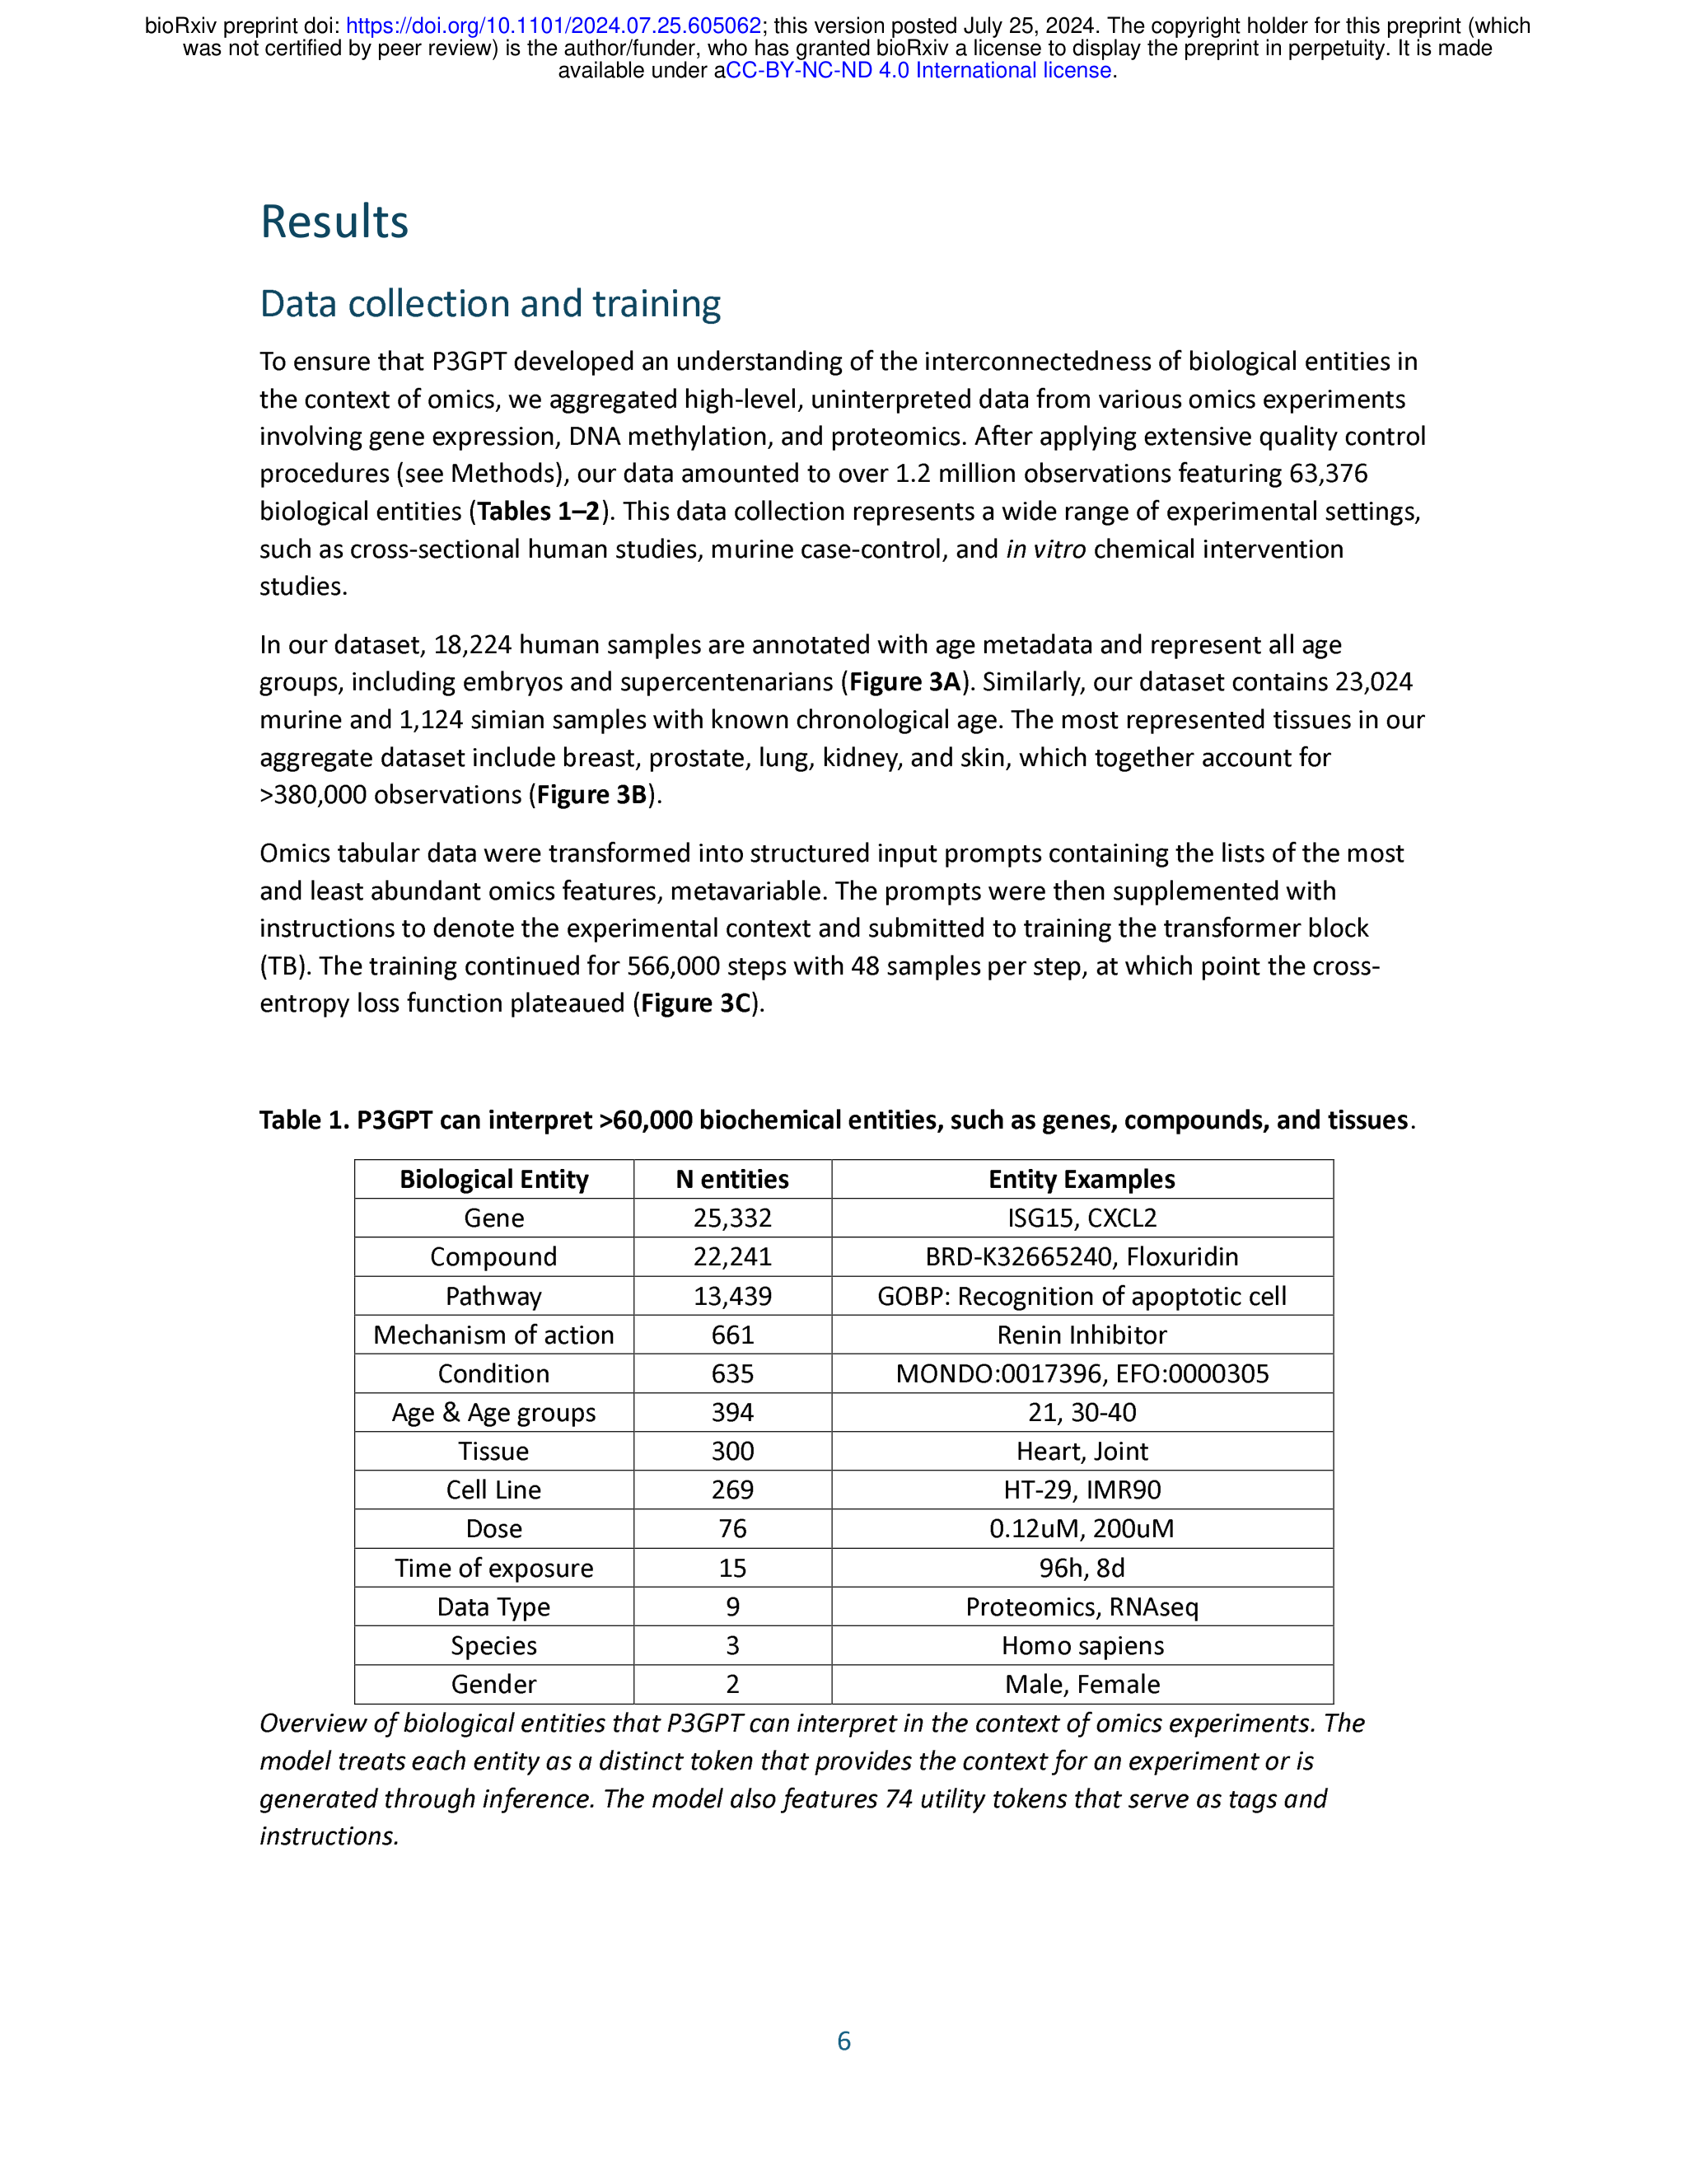 bioRxiv preprint doi: https://doi.org/10.1101/2024.07.25.605062; this version posted July 25, 2024. The copyright holder for this preprint (which
was not certified by peer review) is the author/funder, who has granted bioRxiv a license to display the preprint in perpetuity. It is made
available under aCC-BY-NC-ND 4.0 International license.
Results
Data collection and training
To ensure that P3GPT developed an understanding of the interconnectedness of biological entities in
the context of omics, we aggregated high-level, uninterpreted data from various omics experiments
involving gene expression, DNA methylation, and proteomics. After applying extensive quality control
procedures (see Methods), our data amounted to over 1.2 million observations featuring 63,376
biological entities (Tables 1–2). This data collection represents a wide range of experimental settings,
such as cross-sectional human studies, murine case-control, and in vitro chemical intervention
studies.
In our dataset, 18,224 human samples are annotated with age metadata and represent all age
groups, including embryos and supercentenarians (Figure 3A). Similarly, our dataset contains 23,024
murine and 1,124 simian samples with known chronological age. The most represented tissues in our
aggregate dataset include breast, prostate, lung, kidney, and skin, which together account for
>380,000 observations (Figure 3B).
Omics tabular data were transformed into structured input prompts containing the lists of the most
and least abundant omics features, metavariable. The prompts were then supplemented with
instructions to denote the experimental context and submitted to training the transformer block
(TB). The training continued for 566,000 steps with 48 samples per step, at which point the cross-
entropy loss function plateaued (Figure 3C).
Table 1. P3GPT can interpret >60,000 biochemical entities, such as genes, compounds, and tissues.
Biological Entity N entities Entity Examples
Gene 25,332 ISG15, CXCL2
Compound 22,241 BRD-K32665240, Floxuridin
Pathway 13,439 GOBP: Recognition of apoptotic cell
Mechanism of action 661 Renin Inhibitor
Condition 635 MONDO:0017396, EFO:0000305
Age & Age groups 394 21, 30-40
Tissue 300 Heart, Joint
Cell Line 269 HT-29, IMR90
Dose 76 0.12uM, 200uM
Time of exposure 15 96h, 8d
Data Type 9 Proteomics, RNAseq
Species 3 Homo sapiens
Gender 2 Male, Female
Overview of biological entities that P3GPT can interpret in the context of omics experiments. The
model treats each entity as a distinct token that provides the context for an experiment or is
generated through inference. The model also features 74 utility tokens that serve as tags and
instructions.
6